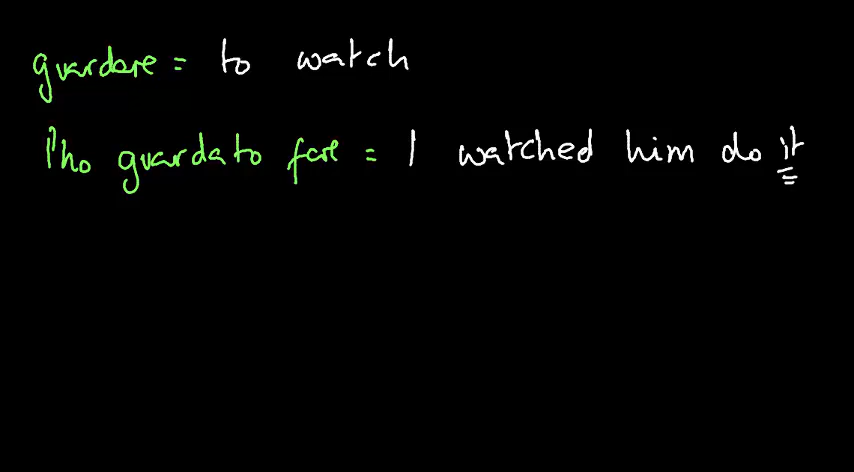 guardare = to watch
l'ho guardato fare = I watched him do it